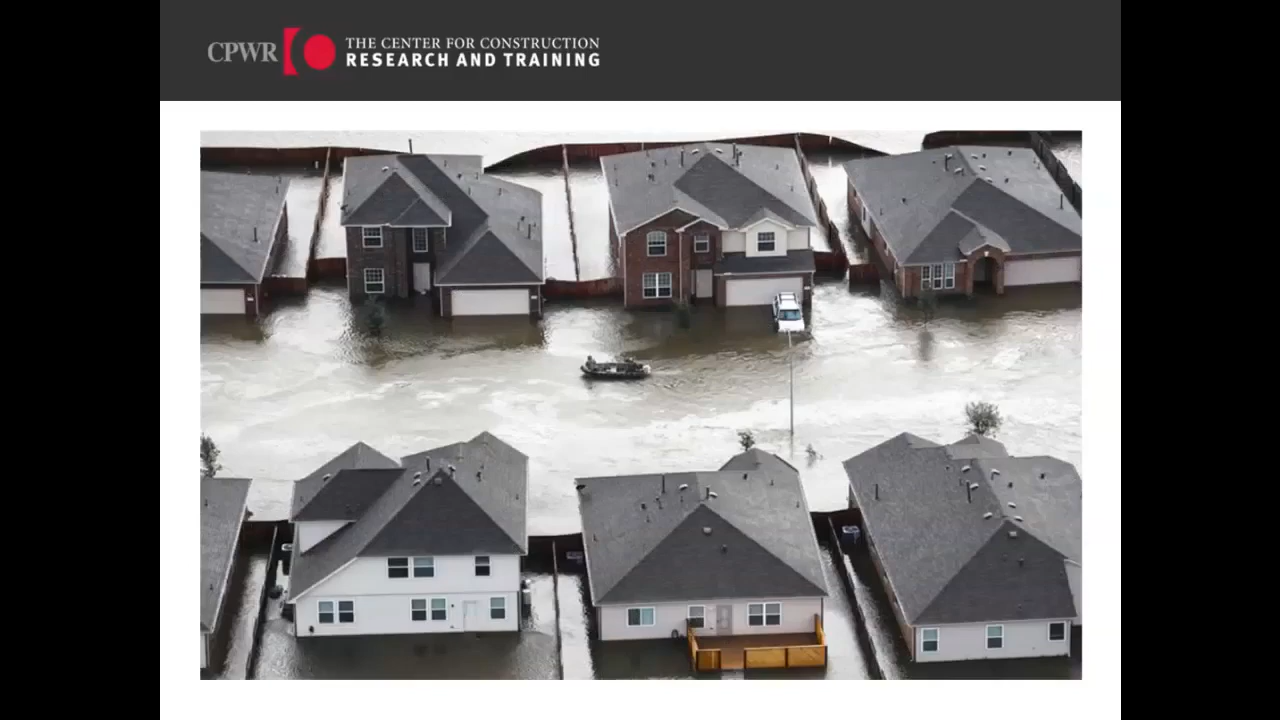 CPWR
THE CENTER FOR CONSTRUCTION
RESEARCH AND TRAINING